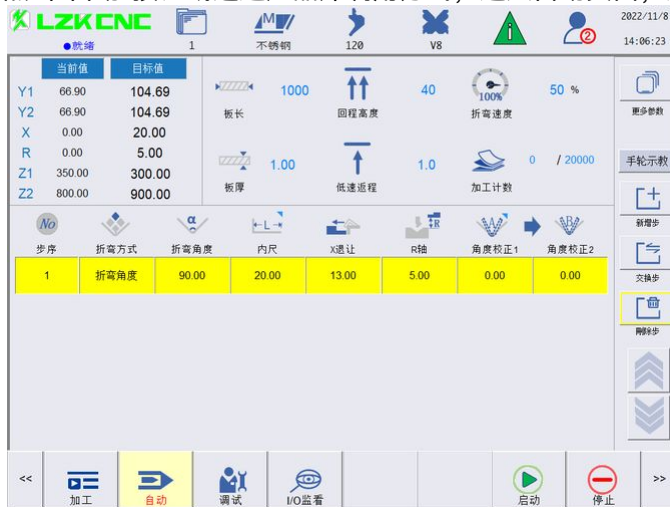 LZK CNC
●就绪
1
M
不锈钢
120
V8
②
2022/11/8
14:06:23
当前值 目标值
Y1 66.90 104.69
Y2 66.90 104.69
X 0.00 20.00
R 0.00 5.00
Z1 350.00 300.00
Z2 800.00 900.00
1000
板长
回程高度
40
100%
折弯速度
50 %
1.00
板厚
低速返程
1.0
加工计数
0 / 20000
No α L R A B
步序 折弯方式 折弯角度 内尺 X退让 R轴 角度校正1 角度校正2
1 折弯角度 90.00 20.00 13.00 5.00 0.00 0.00
更多参数
手轮示教
新增步
交换步
删除步
<< 加工 自动 调试 I/O监看 启动 停止 >>